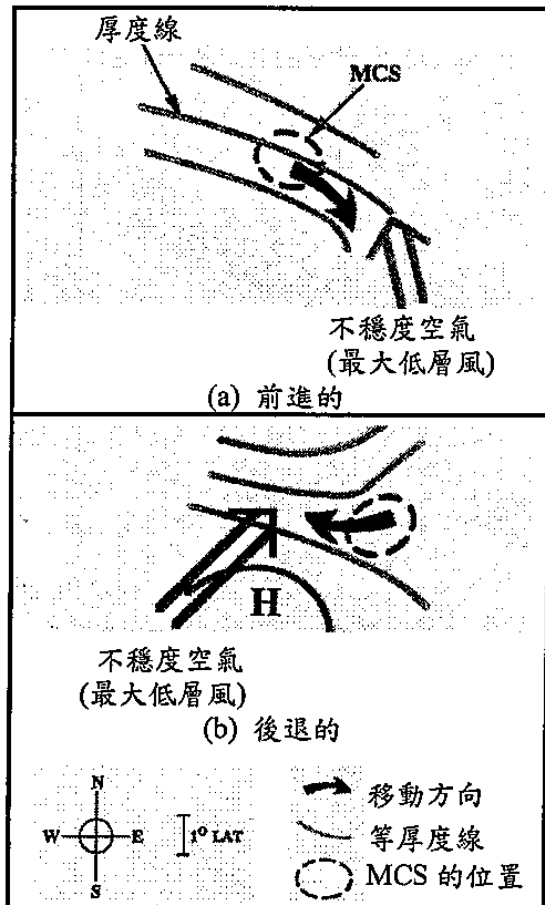 厚度線
MCS
不穩度空氣
(最大低層風)
(a) 前進的
H
不穩度空氣
(最大低層風)
(b) 後退的
N
W E
S
1° LAT
移動方向
等厚度線
MCS 的位置